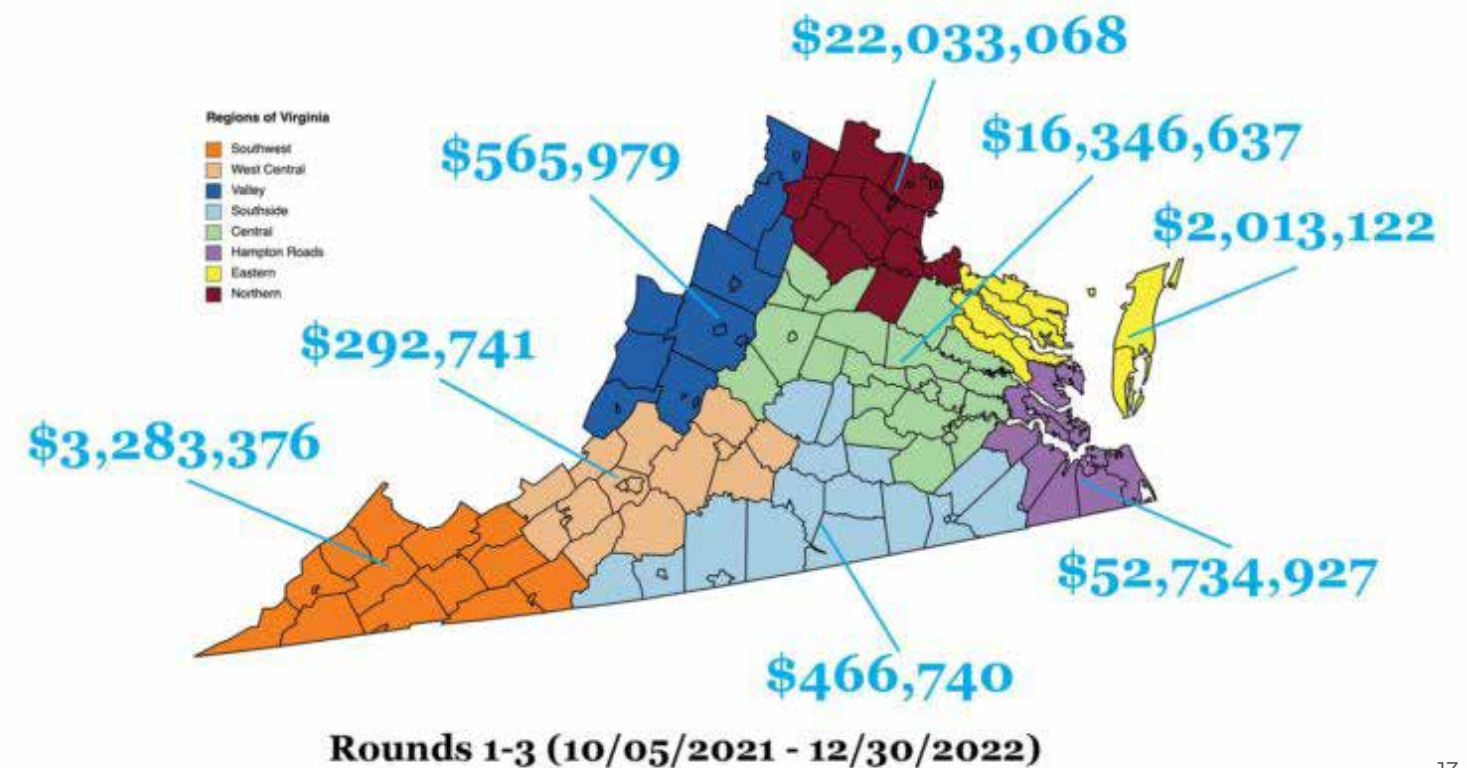 $22,033,068
Regions of Virginia
Southwest
West Central
Valley
Southside
Central
Hampton Roads
Eastern
Northern
$565,979
$16,346,637
$2,013,122
$292,741
$3,283,376
$52,734,927
$466,740
Rounds 1-3 (10/05/2021 - 12/30/2022)